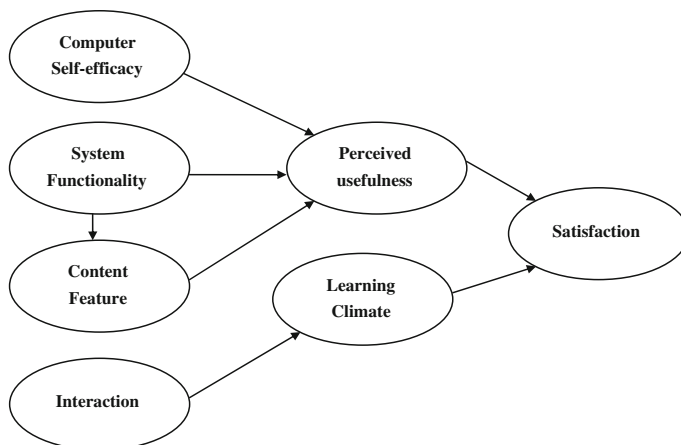 Computer
Self-efficacy
System
Functionality
Perceived
usefulness
Satisfaction
Content
Feature
Learning
Climate
Interaction